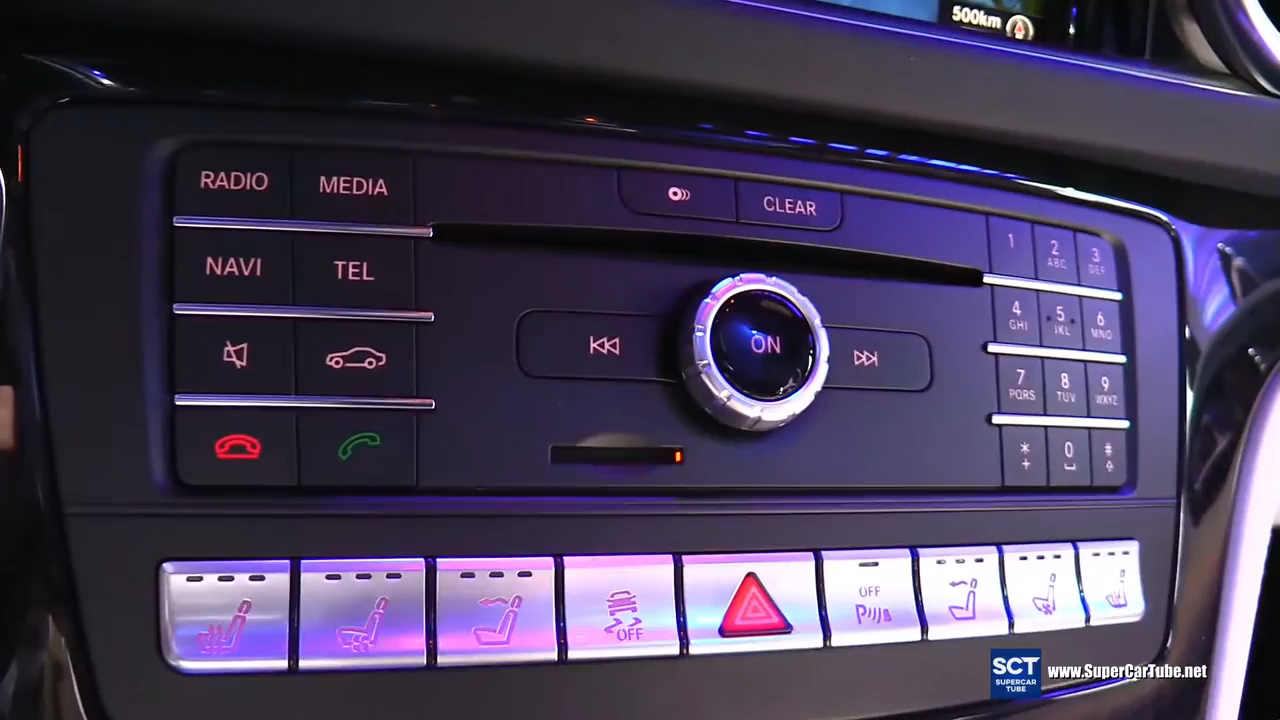 500km
RADIO MEDIA
CLEAR
NAVI TEL
ON
1 2 ABC 3 DEF
4 GHI 5 JKL 6 MNO
7 PQRS 8 TUV 9 WXYZ
* + 0 #
OFF
OFF
P
SCT
SUPERCAR
TUBE
www.SuperCarTube.net